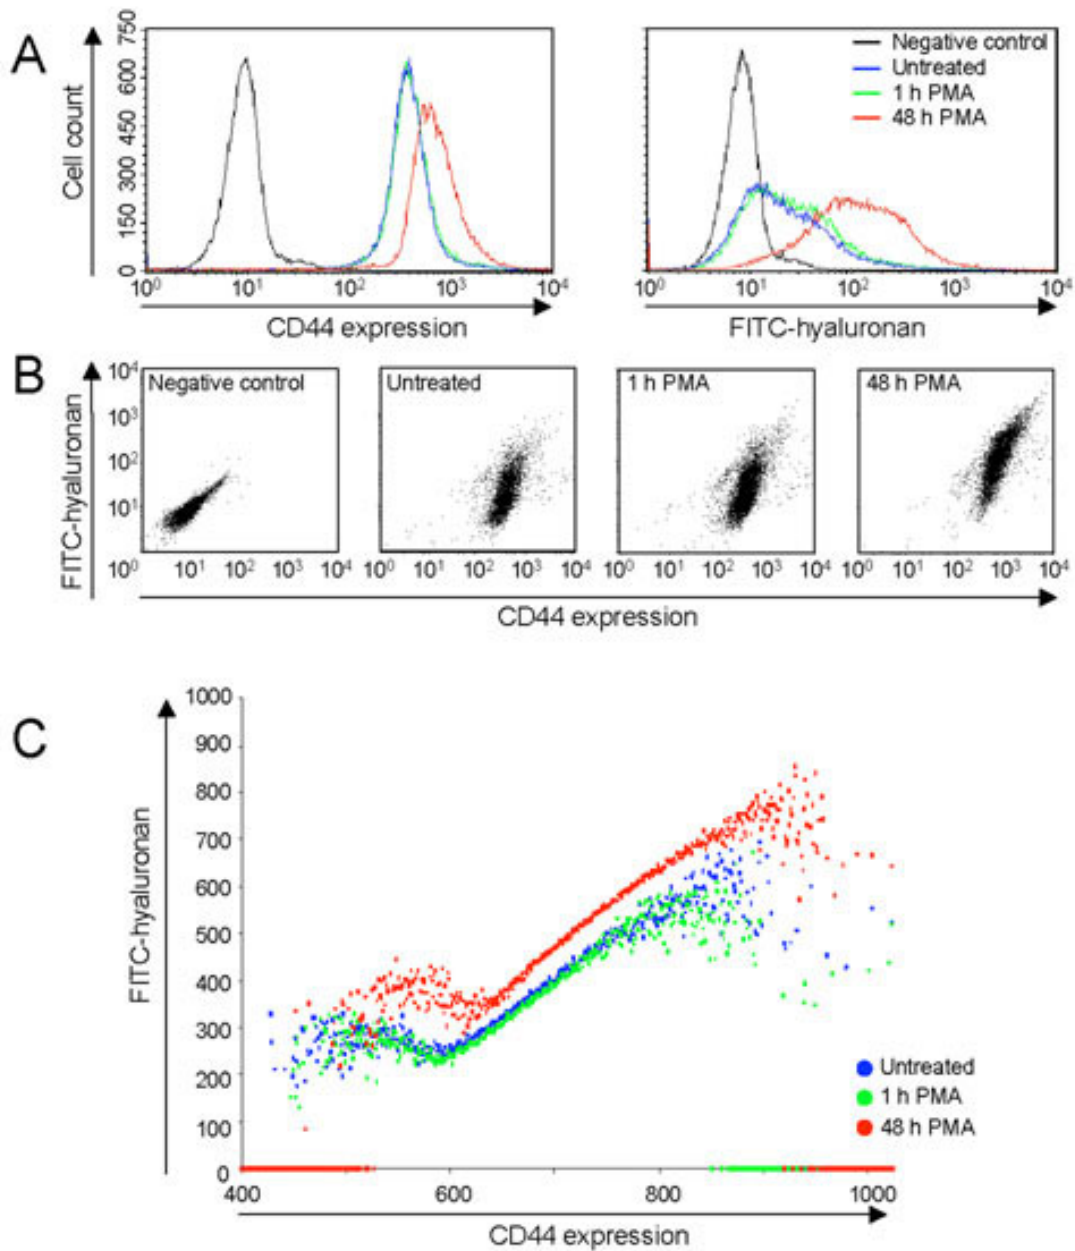 A
Cell count
750
600
450
300
150
0
10⁰ 10¹ 10² 10³ 10⁴
CD44 expression
Negative control
Untreated
1 h PMA
48 h PMA
10⁰ 10¹ 10² 10³ 10⁴
FITC-hyaluronan
B
FITC-hyaluronan
10⁴
10³
10²
10¹
Negative control
Untreated
1 h PMA
48 h PMA
10⁰ 10¹ 10² 10³ 10⁴
10⁰ 10¹ 10² 10³ 10⁴
10⁰ 10¹ 10² 10³ 10⁴
10⁰ 10¹ 10² 10³ 10⁴
CD44 expression
C
FITC-hyaluronan
1000
900
800
700
600
500
400
300
200
100
0
Untreated
1 h PMA
48 h PMA
400 600 800 1000
CD44 expression